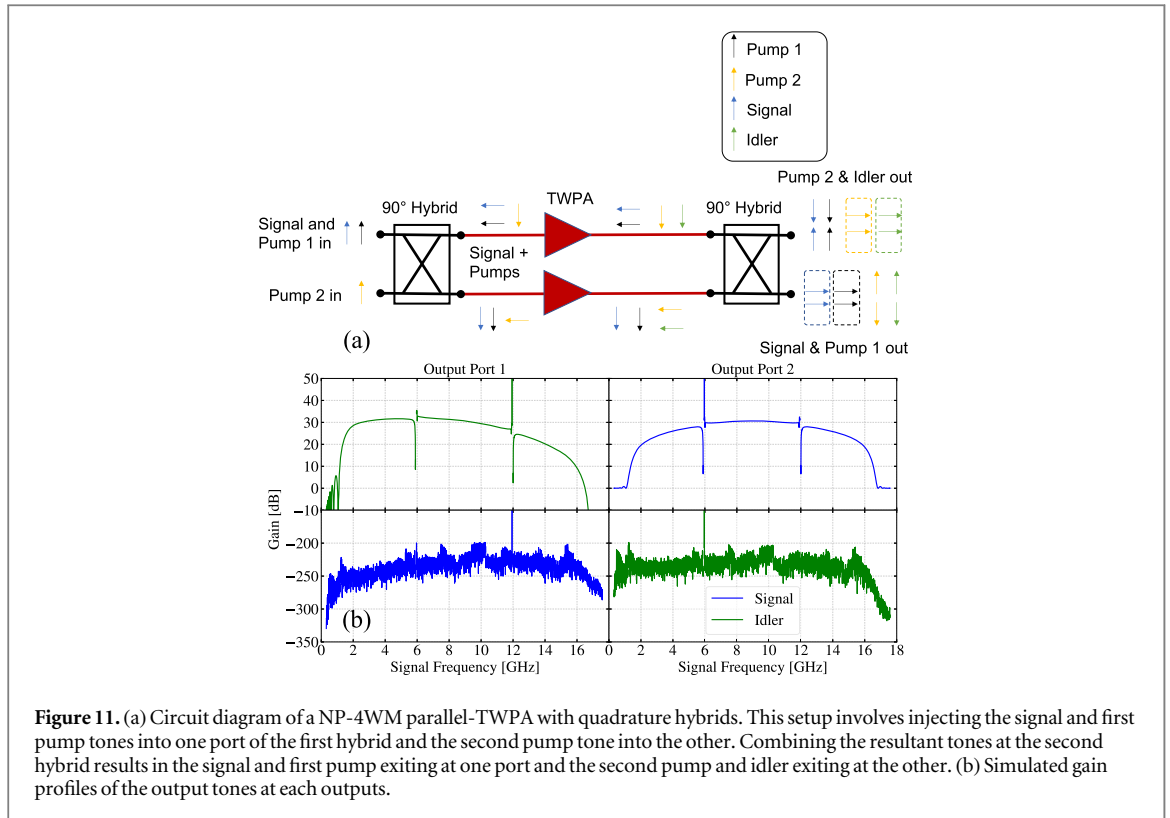 Pump 1
Pump 2
Signal
Idler
Pump 2 & Idler out
TWPA
90° Hybrid
90° Hybrid
Signal and
Pump 1 in
Signal +
Pumps
Pump 2 in
(a)
Signal & Pump 1 out
Output Port 1
Output Port 2
50
40
30
20
10
0
−10
−200
−250
−300
−350
Gain [dB]
(b)
Signal
Idler
0 2 4 6 8 10 12 14 16 0 2 4 6 8 10 12 14 16 18
Signal Frequency [GHz]
Signal Frequency [GHz]
Figure 11. (a) Circuit diagram of a NP-4WM parallel-TWPA with quadrature hybrids. This setup involves injecting the signal and first
pump tones into one port of the first hybrid and the second pump tone into the other. Combining the resultant tones at the second
hybrid results in the signal and first pump exiting at one port and the second pump and idler exiting at the other. (b) Simulated gain
profiles of the output tones at each outputs.